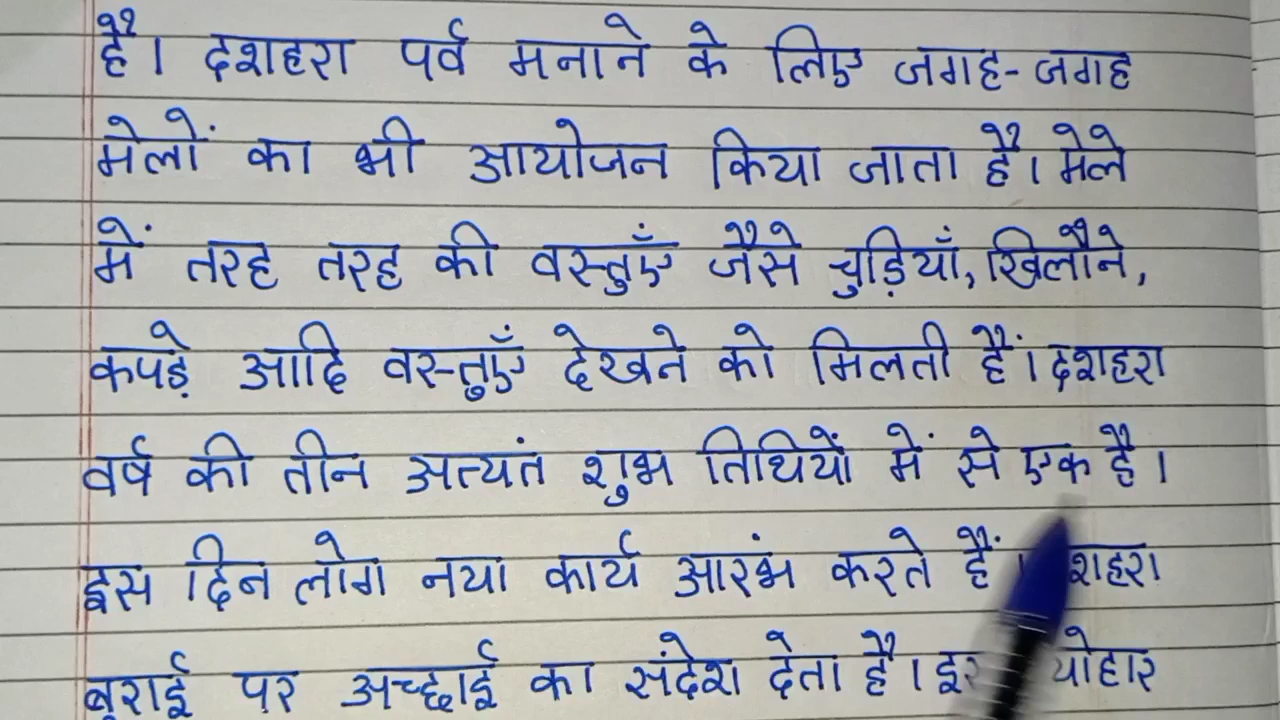 है। दशहरा पर्व मनाने के लिए जगह-जगह
मेलों का भी आयोजन किया जाता है। मेले
में तरह तरह की वस्तुएँ जैसे चुड़ियाँ, खिलौने,
कपड़े आदि वस्तुएँ देखने को मिलती हैं। दशहरा
वर्ष की तीन अत्यंत शुभ तिथियों में से एक है।
इस दिन लोग नया कार्य आरंभ करते हैं।
बुराई पर अच्छाई का संदेश देता है।